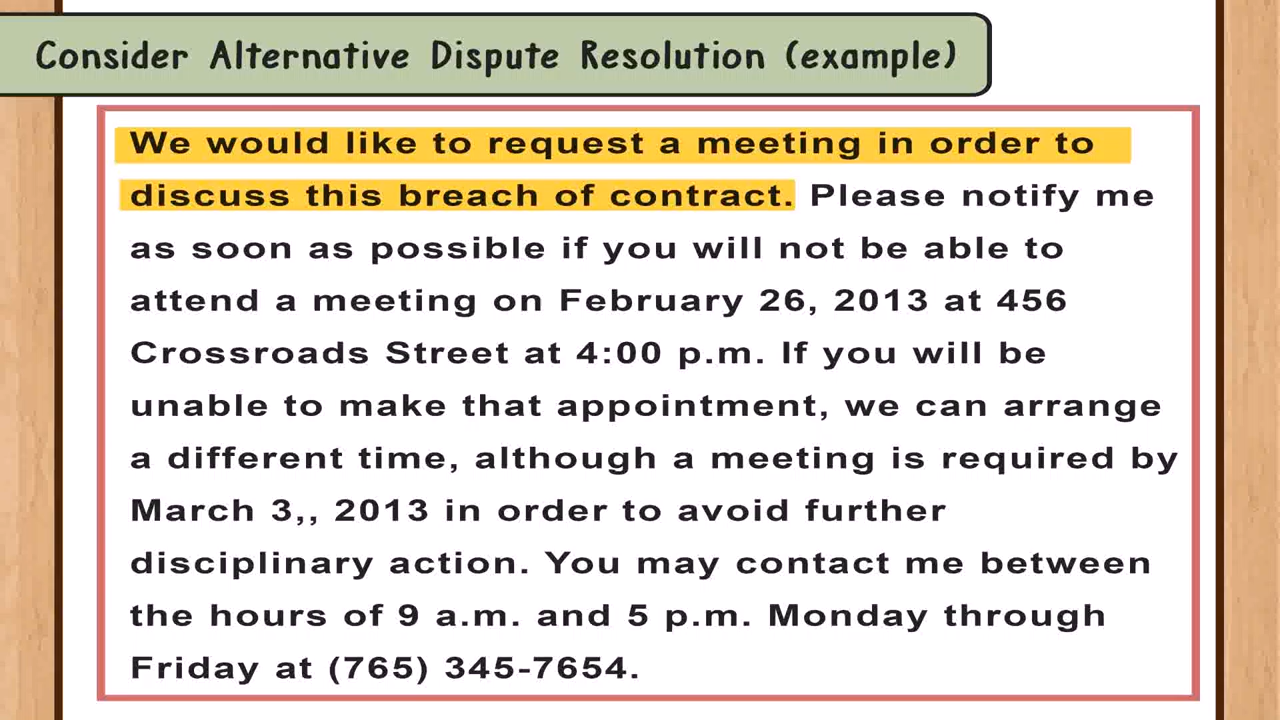 Consider Alternative Dispute Resolution (example)
We would like to request a meeting in order to
discuss this breach of contract. Please notify me
as soon as possible if you will not be able to
attend a meeting on February 26, 2013 at 456
Crossroads Street at 4:00 p.m. If you will be
unable to make that appointment, we can arrange
a different time, although a meeting is required by
March 3,, 2013 in order to avoid further
disciplinary action. You may contact me between
the hours of 9 a.m. and 5 p.m. Monday through
Friday at (765) 345-7654.